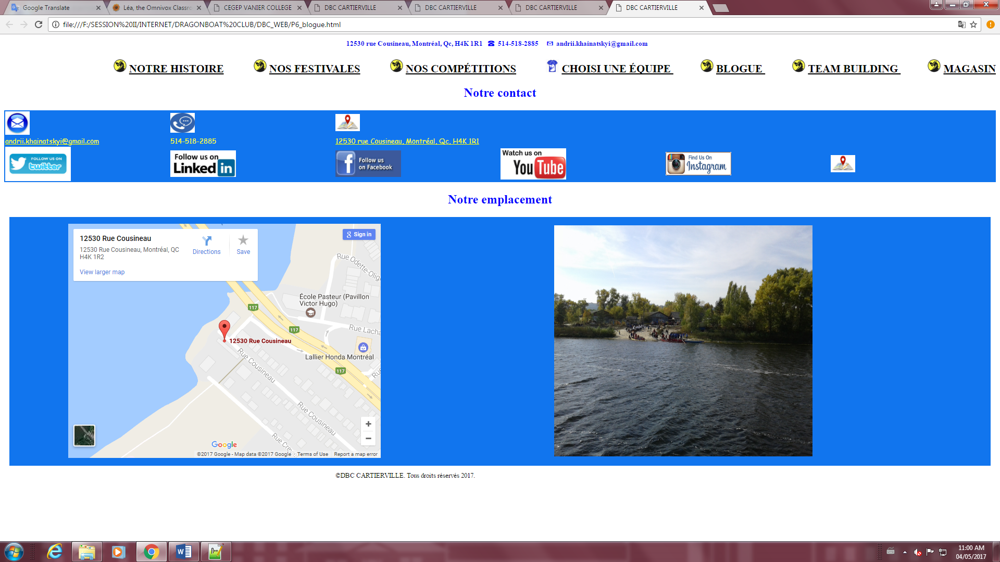 Google Translate
Léa, the Omnivox Classro
CEGEP VANIER COLLEGE
DBC CARTIERVILLE
DBC CARTIERVILLE
DBC CARTIERVILLE
DBC CARTIERVILLE
file:///F:/SESSION%20II/INTERNET/DRAGONBOAT%20CLUB/DBC_WEB/P6_blogue.html
12530 rue Cousineau, Montréal, Qc, H4K 1R1 ☎ 514-518-2885 ✉ andrii.khainatskyi@gmail.com
NOTRE HISTOIRE NOS FESTIVALES NOS COMPÉTITIONS CHOISI UNE ÉQUIPE BLOGUE TEAM BUILDING MAGASIN
Notre contact
andrii.khainatskyi@gmail.com 514-518-2885 12530 rue Cousineau, Montréal, Qc, H4K 1R1
FOLLOW US ON
twitter
Follow us on
Linked in
f Follow us
on Facebook
Watch us on
YouTube
Find Us On
Instagram
Notre emplacement
12530 Rue Cousineau
12530 Rue Cousineau, Montréal, QC
H4K 1R2
Directions
Save
View larger map
g Sign in
Rue Odette-Olig
École Pasteur (Pavillon
Victor Hugo)
117
117
Rue Lacha
12530 Rue Cousineau
Lallier Honda Montréal
117
Rue Cousineau
Rue Cousineau
Rue Crev
Ru
+
−
Google
©2017 Google - Map data ©2017 Google Terms of Use Report a map error
©DBC CARTIERVILLE. Tous droits réservés 2017.
11:00 AM
04/05/2017